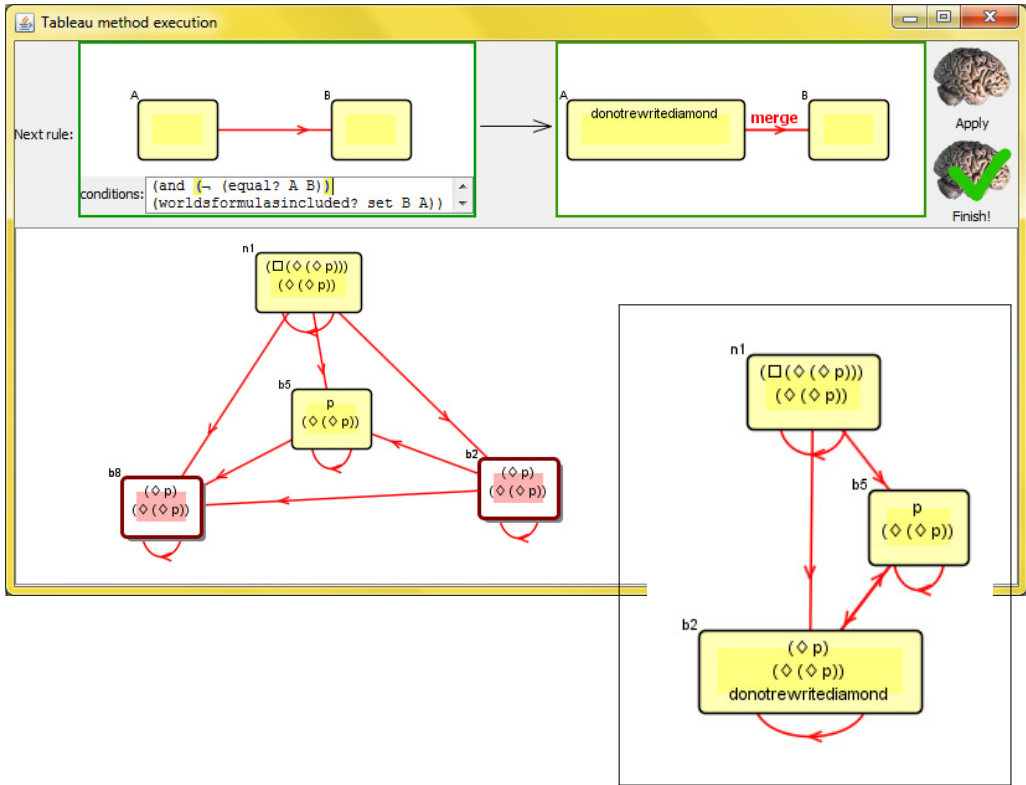 Tableau method execution
Next rule:
A
B
conditions:
(and (¬ (equal? A B))
(worldsformulasincluded? set B A))
A
donotrewritediamond
merge
B
Apply
Finish!
n1
(□(◇(◇ p)))
(◇(◇ p))
b5
p
(◇(◇ p))
b8
(◇ p)
(◇(◇ p))
b2
(◇ p)
(◇(◇ p))
n1
(□(◇(◇ p)))
(◇(◇ p))
b5
p
(◇(◇ p))
b2
(◇ p)
(◇(◇ p))
donotrewritediamond